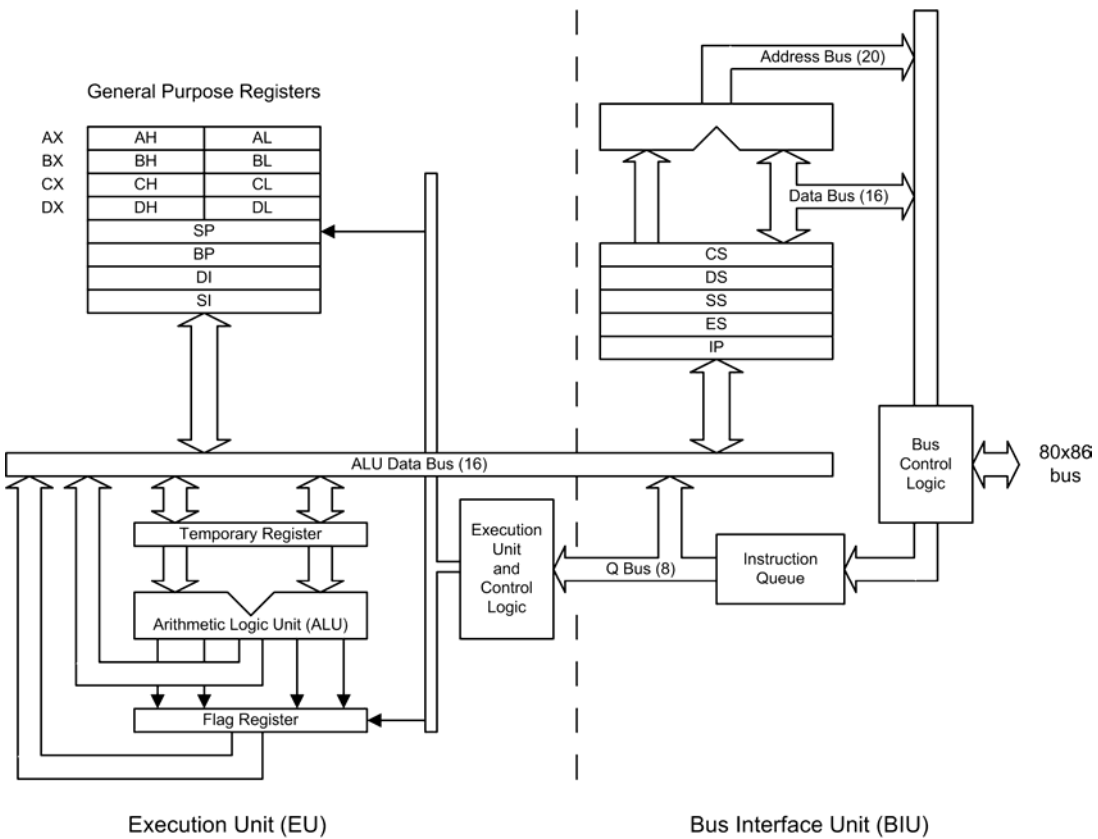 General Purpose Registers
AX AH AL
BX BH BL
CX CH CL
DX DH DL
SP
BP
DI
SI
Address Bus (20)
Data Bus (16)
CS
DS
SS
ES
IP
ALU Data Bus (16)
Bus
Control
Logic
80x86
bus
Temporary Register
Arithmetic Logic Unit (ALU)
Flag Register
Execution
Unit
and
Control
Logic
Q Bus (8)
Instruction
Queue
Execution Unit (EU)
Bus Interface Unit (BIU)